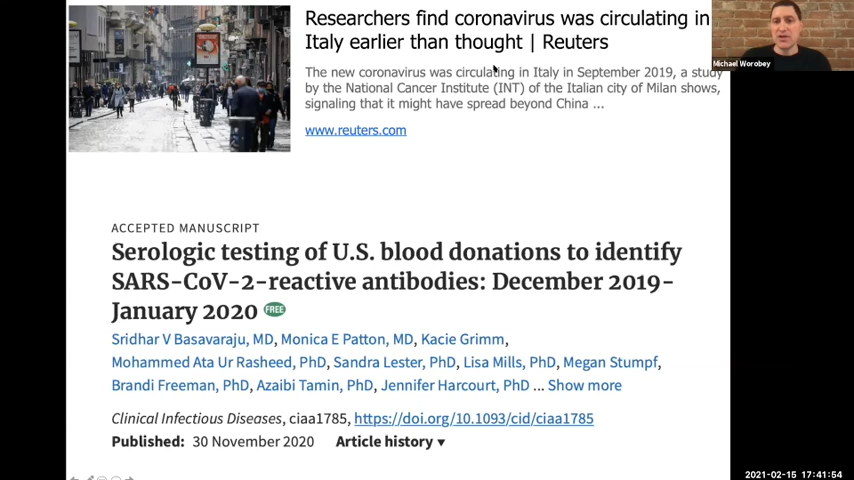 Researchers find coronavirus was circulating in
Italy earlier than thought | Reuters
The new coronavirus was circulating in Italy in September 2019, a study
by the National Cancer Institute (INT) of the Italian city of Milan shows,
signaling that it might have spread beyond China ...
www.reuters.com
Michael Worobey
ACCEPTED MANUSCRIPT
Serologic testing of U.S. blood donations to identify
SARS-CoV-2-reactive antibodies: December 2019-
January 2020 FREE
Sridhar V Basavaraju, MD, Monica E Patton, MD, Kacie Grimm,
Mohammed Ata Ur Rasheed, PhD, Sandra Lester, PhD, Lisa Mills, PhD, Megan Stumpf,
Brandi Freeman, PhD, Azaibi Tamin, PhD, Jennifer Harcourt, PhD ... Show more
Clinical Infectious Diseases, ciaa1785, https://doi.org/10.1093/cid/ciaa1785
Published: 30 November 2020 Article history ▼
2021-02-15 17:41:54